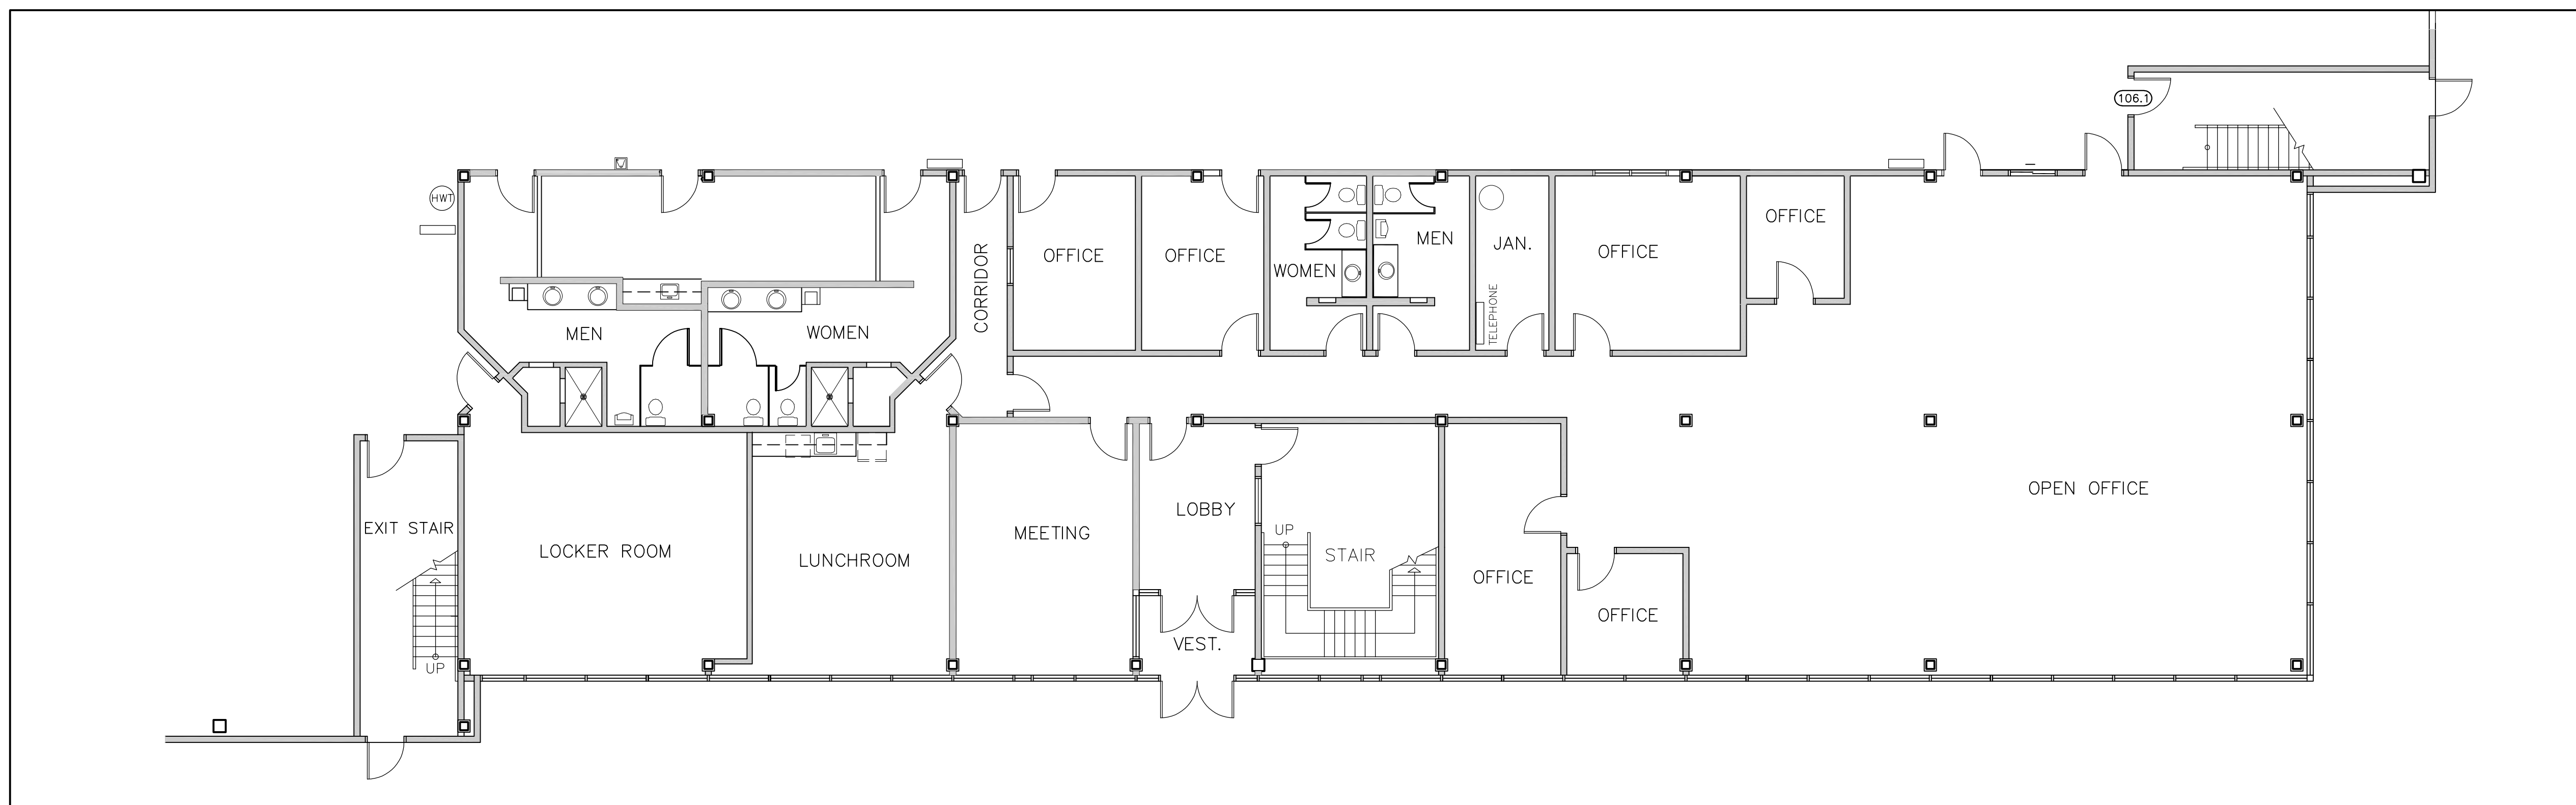 106.1
HWT
OFFICE
OFFICE
OFFICE
OFFICE
MEN
JAN.
WOMEN
CORRIDOR
TELEPHONE
MEN
WOMEN
OPEN OFFICE
LOBBY
EXIT STAIR
UP
MEETING
LOCKER ROOM
LUNCHROOM
STAIR
OFFICE
OFFICE
VEST.
UP